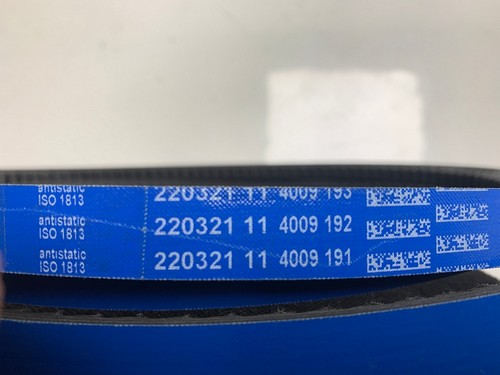 antistatic
ISO 1813
220321 11 4009 193
antistatic
ISO 1813
220321 11 4009 192
antistatic
ISO 1813
220321 11 4009 191